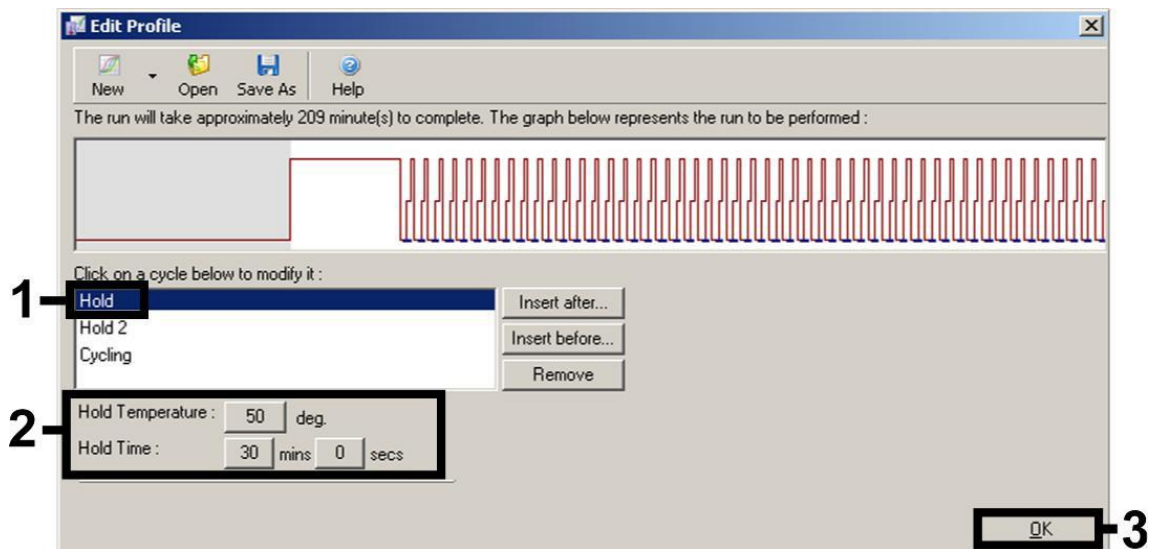 Edit Profile
New Open Save As Help
The run will take approximately 209 minute(s) to complete. The graph below represents the run to be performed :
Click on a cycle below to modify it :
1 Hold Insert after...
Hold 2 Insert before...
Cycling Remove
2 Hold Temperature : 50 deg.
Hold Time : 30 mins 0 secs
OK 3